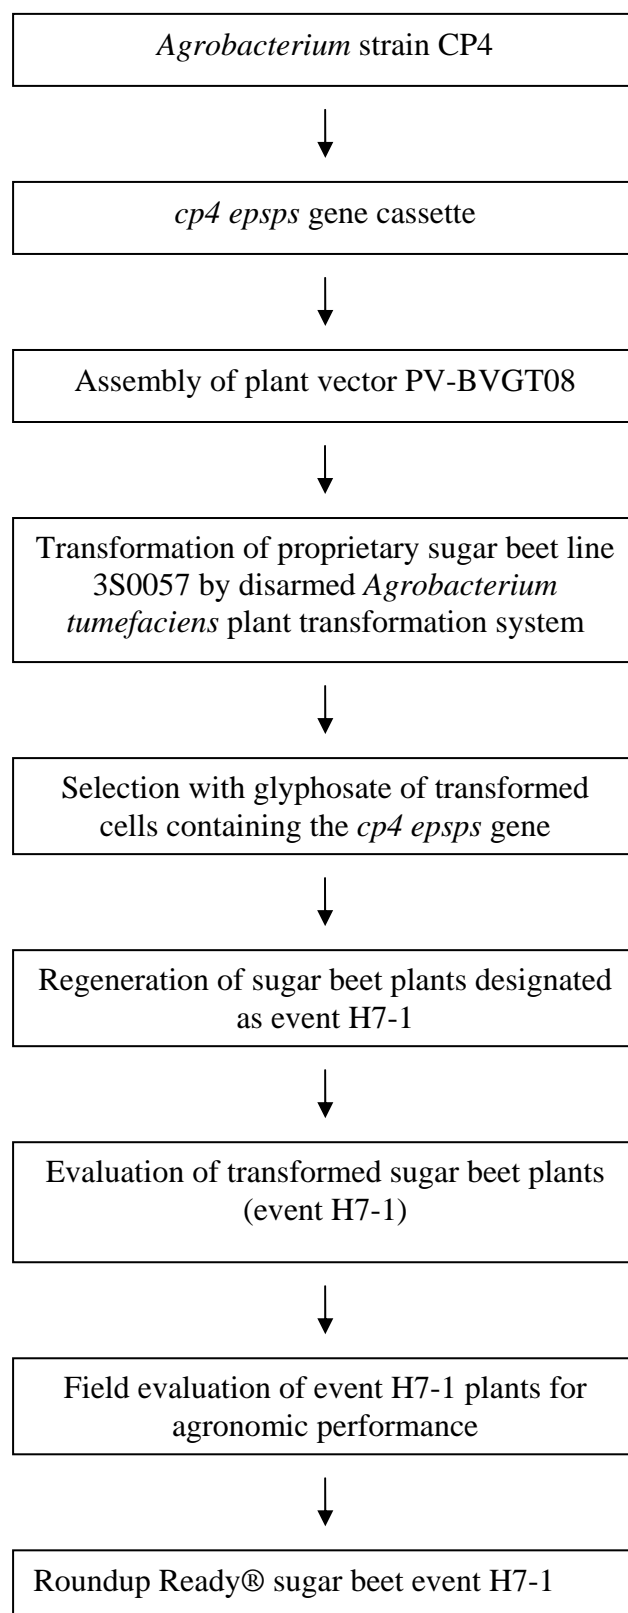 Agrobacterium strain CP4
cp4 epsps gene cassette
Assembly of plant vector PV-BVGT08
Transformation of proprietary sugar beet line
3S0057 by disarmed Agrobacterium
tumefaciens plant transformation system
Selection with glyphosate of transformed
cells containing the cp4 epsps gene
Regeneration of sugar beet plants designated
as event H7-1
Evaluation of transformed sugar beet plants
(event H7-1)
Field evaluation of event H7-1 plants for
agronomic performance
Roundup Ready® sugar beet event H7-1